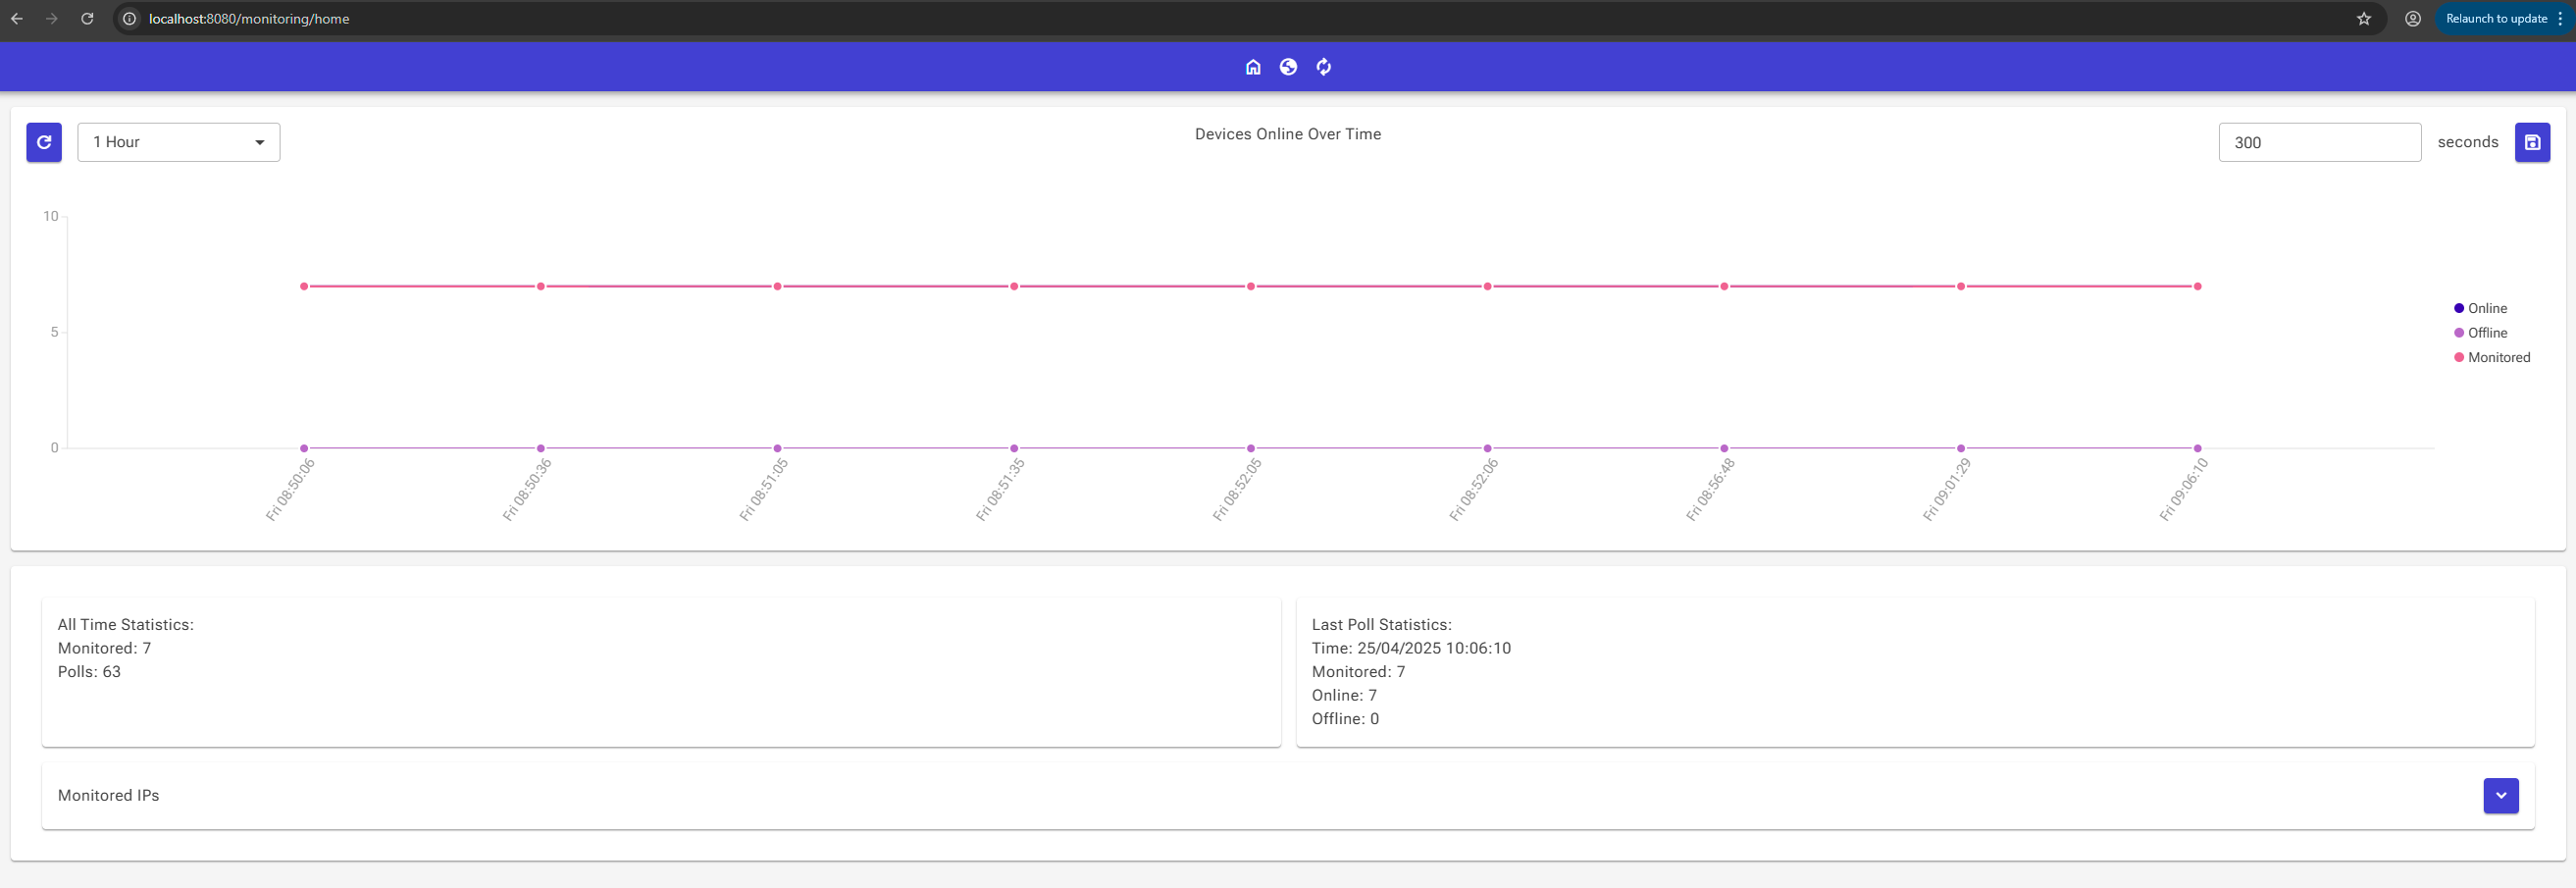 localhost:8080/monitoring/home
Relaunch to update
1 Hour
Devices Online Over Time
300
seconds
10
5
0
Online
Offline
Monitored
Fri 08:50:06
Fri 08:50:36
Fri 08:51:05
Fri 08:51:35
Fri 08:52:05
Fri 08:52:06
Fri 08:56:48
Fri 09:01:29
Fri 09:06:10
All Time Statistics:
Monitored: 7
Polls: 63
Last Poll Statistics:
Time: 25/04/2025 10:06:10
Monitored: 7
Online: 7
Offline: 0
Monitored IPs